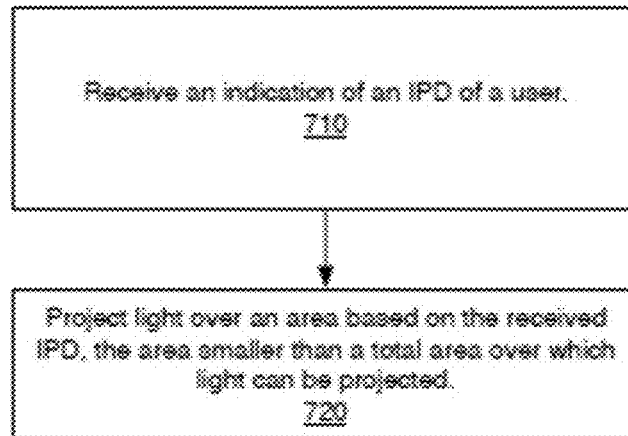 Receive an indication of an IPD of a user.
710
Project light over an area based on the received
IPD, the area smaller than a total area over which
light can be projected.
720